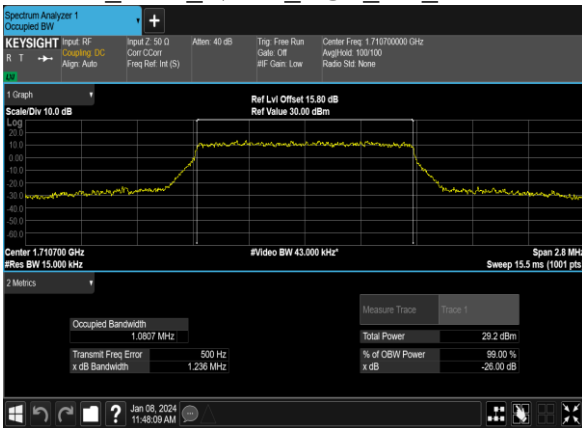 Spectrum Analyzer 1
Occupied BW
KEYSIGHT
R T
LW
Input: RF
Coupling: DC
Align: Auto
Input Z: 50 Ω
Corr CCorr
Freq Ref: Int (S)
Atten: 40 dB
Trig: Free Run
Gate: Off
#IF Gain: Low
Center Freq: 1.710700000 GHz
Avg|Hold: 100/100
Radio Std: None
1 Graph
Scale/Div 10.0 dB
Ref Lvl Offset 15.80 dB
Ref Value 30.00 dBm
Log
20.0
10.0
0.00
-10.0
-20.0
-30.0
-40.0
-50.0
-60.0
Center 1.710700 GHz
#Res BW 15.000 kHz
#Video BW 43.000 kHz*
Span 2.8 MHz
Sweep 15.5 ms (1001 pts
2 Metrics
Measure Trace Trace 1
Occupied Bandwidth
1.0807 MHz
Total Power 29.2 dBm
Transmit Freq Error 500 Hz
% of OBW Power 99.00 %
x dB Bandwidth 1.236 MHz
x dB -26.00 dB
?
Jan 08, 2024
11:48:09 AM